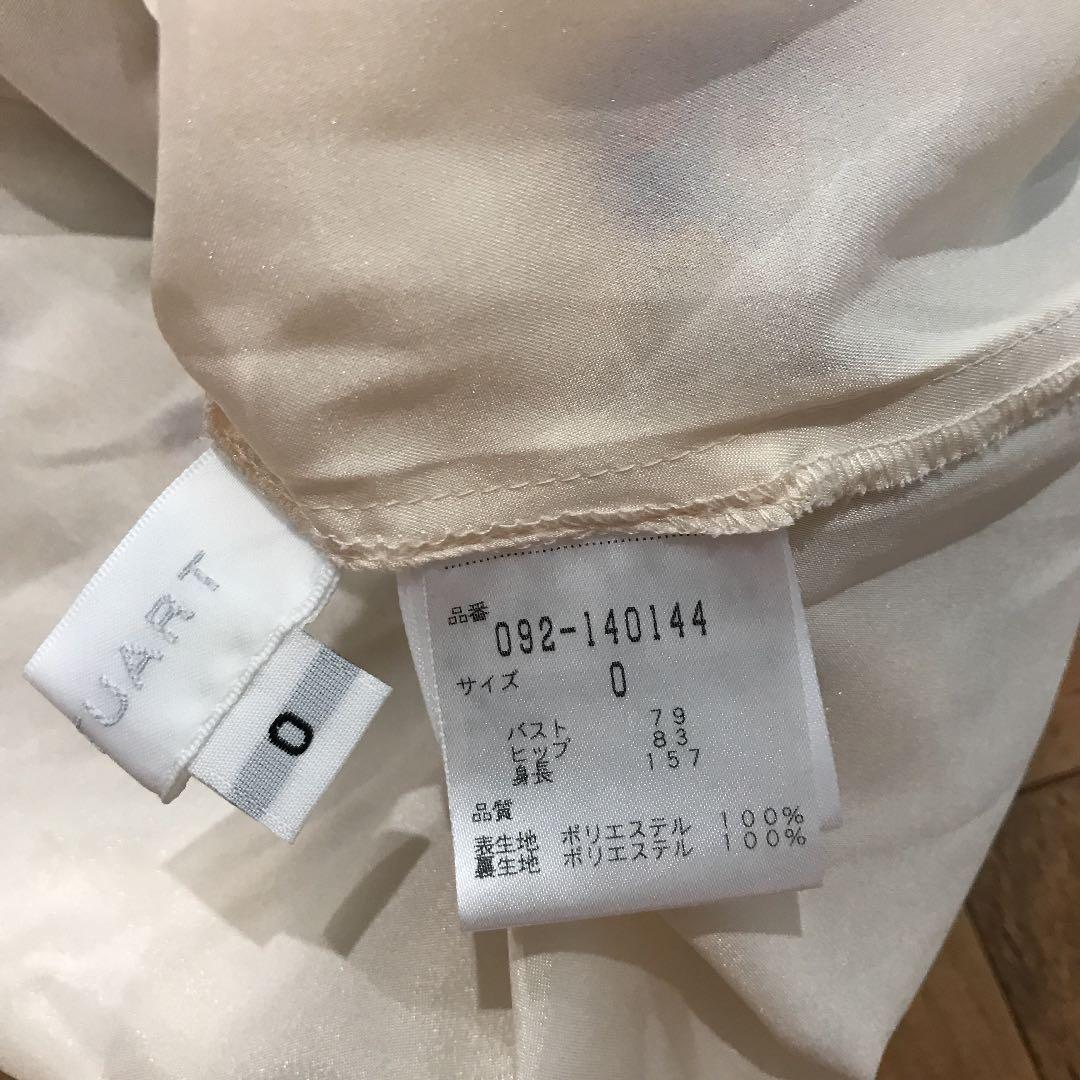 UART
0
品番 092-140144
サイズ 0
バスト 79
ヒップ 83
身長 157
品質
表生地 ポリエステル 100%
裏生地 ポリエステル 100%